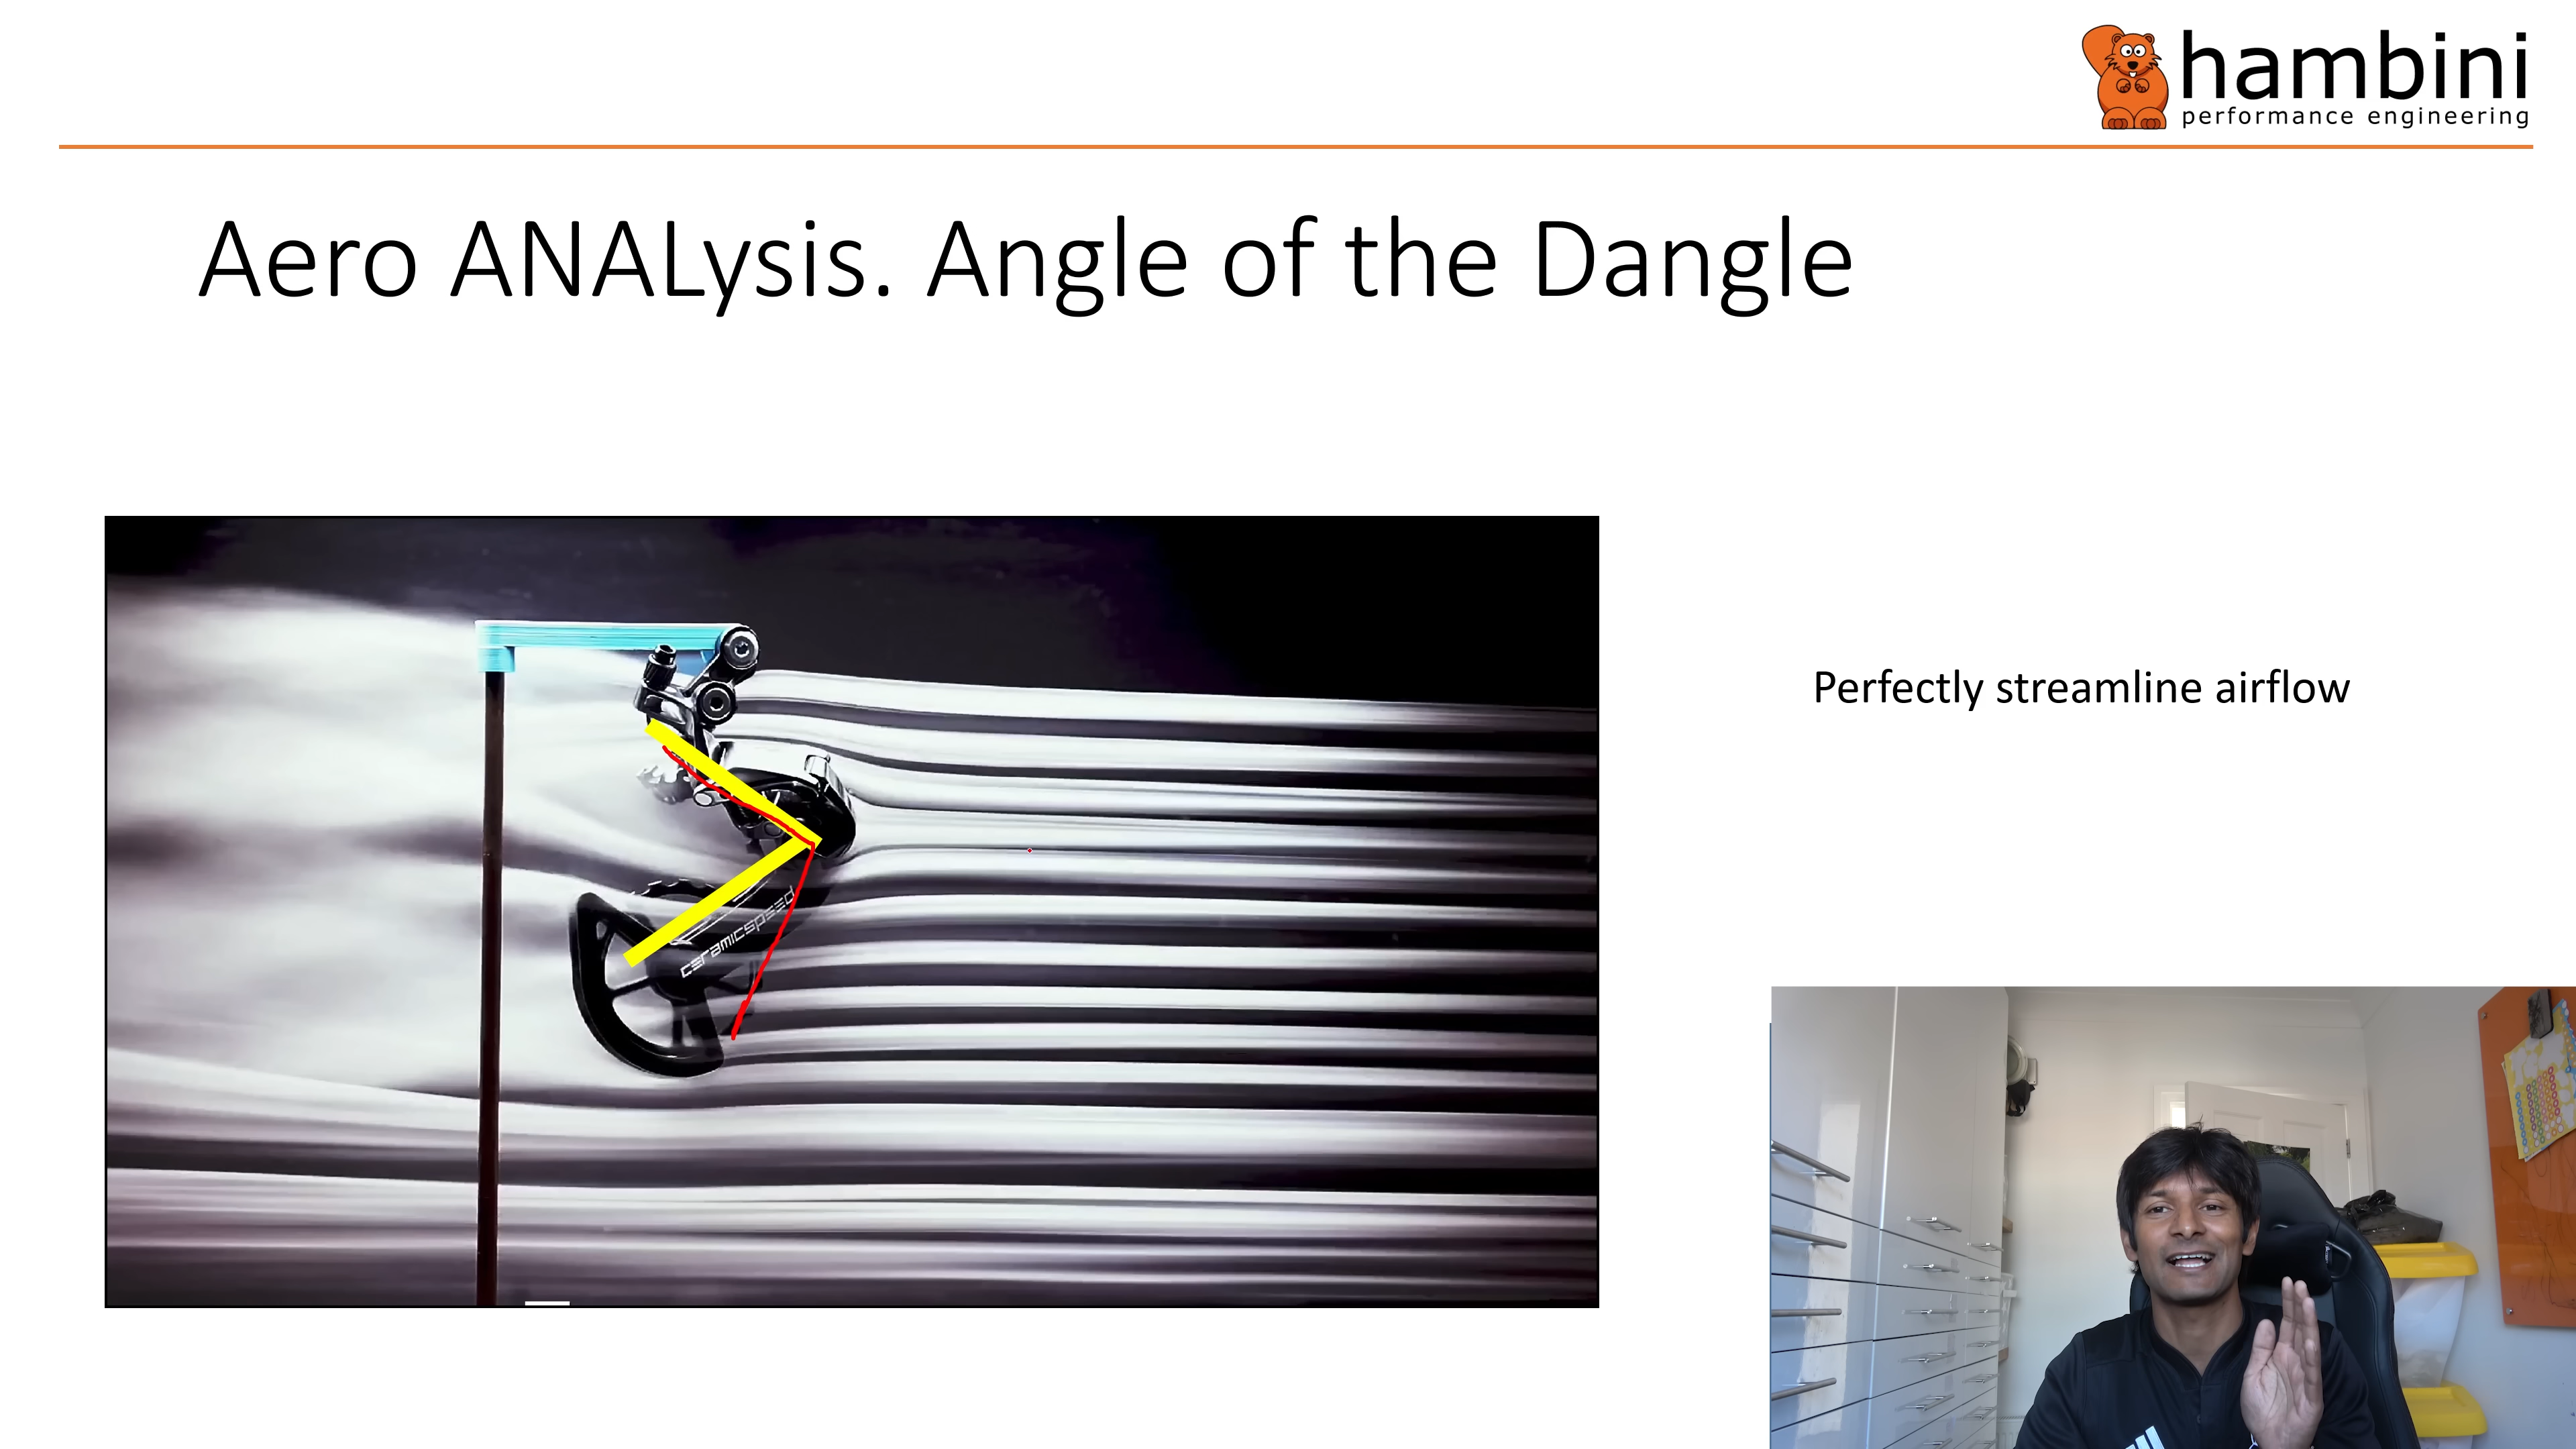 hambini
performance engineering
Aero ANALysis. Angle of the Dangle
Perfectly streamline airflow
CERAMICSPEED